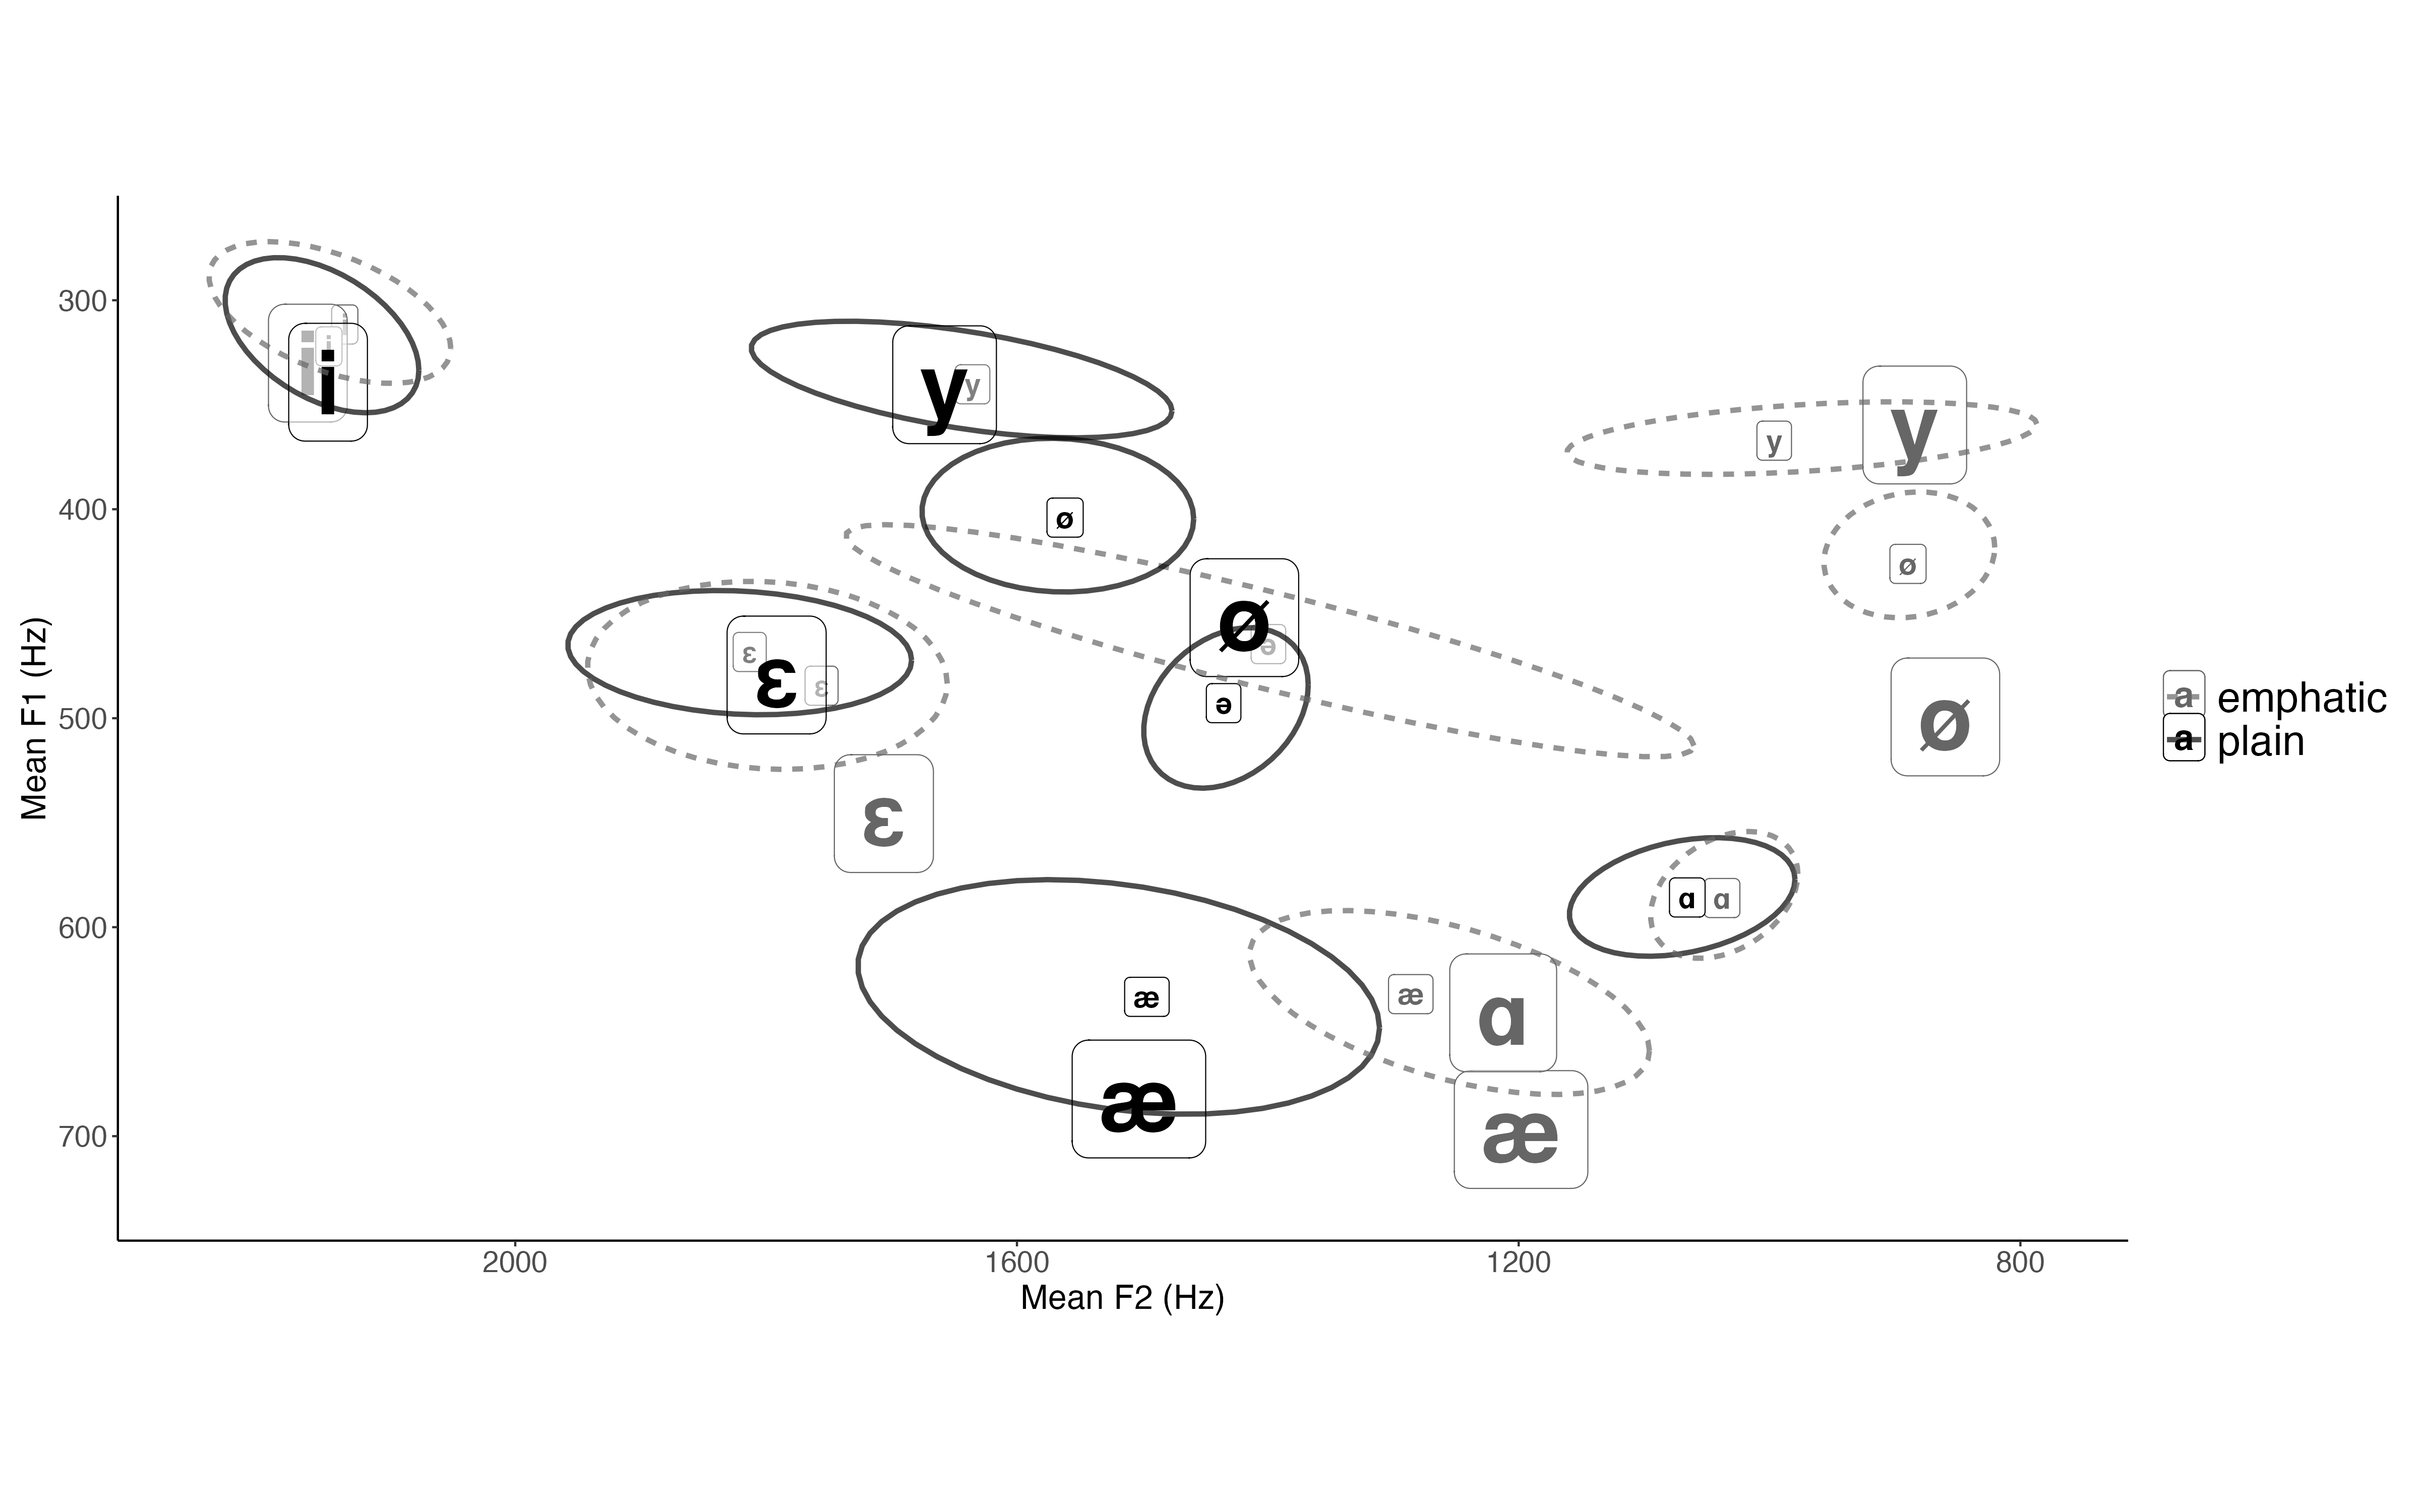 300
i
i
i
i
y
y
y
y
400
ø
ø
ø
ə
ɛ
ɛ
ɛ
ə
500
ø
ɛ
a emphatic
a plain
600
ɑ ɑ
æ
æ
ɑ
700
æ
æ
2000 1600 1200 800
Mean F2 (Hz)
Mean F1 (Hz)